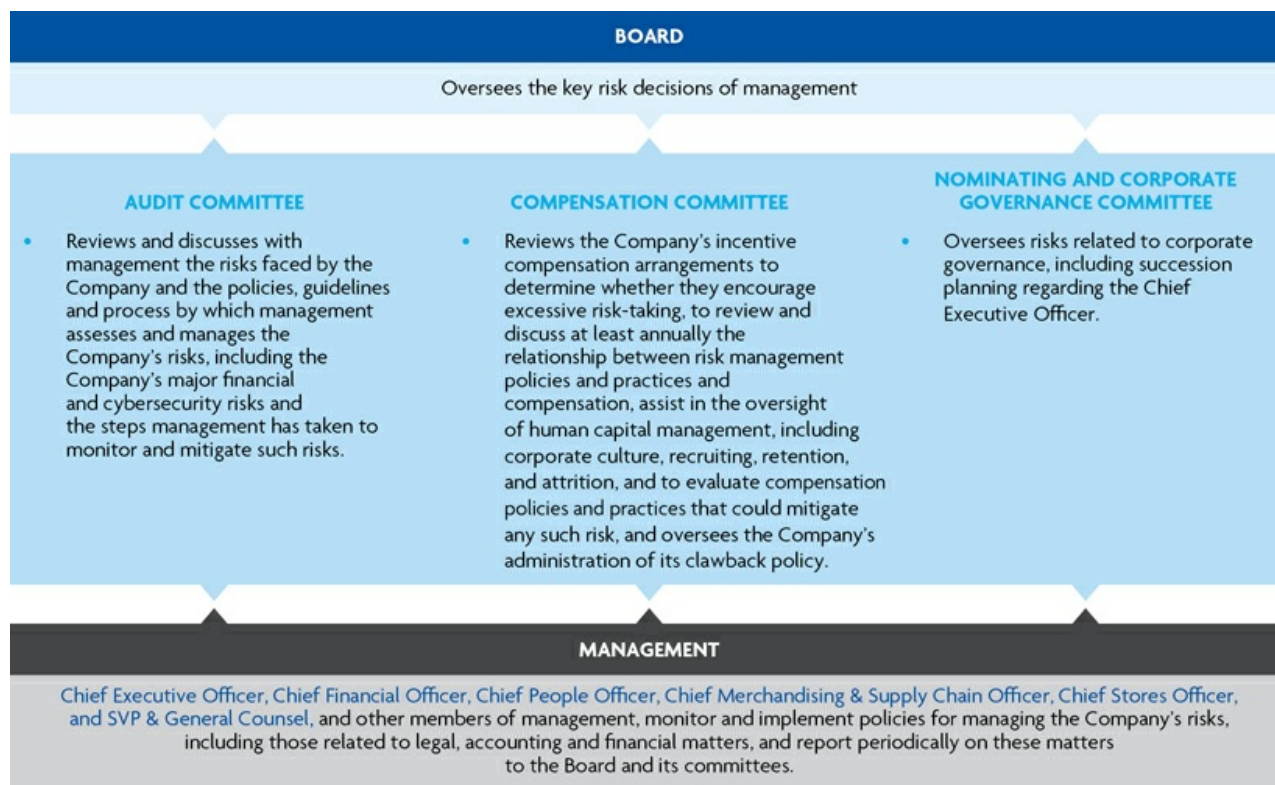 BOARD
Oversees the key risk decisions of management
AUDIT COMMITTEE
• Reviews and discusses with
management the risks faced by the
Company and the policies, guidelines
and process by which management
assesses and manages the
Company's risks, including the
Company's major financial
and cybersecurity risks and
the steps management has taken to
monitor and mitigate such risks.
COMPENSATION COMMITTEE
• Reviews the Company's incentive
compensation arrangements to
determine whether they encourage
excessive risk-taking, to review and
discuss at least annually the
relationship between risk management
policies and practices and
compensation, assist in the oversight
of human capital management, including
corporate culture, recruiting, retention,
and attrition, and to evaluate compensation
policies and practices that could mitigate
any such risk, and oversees the Company's
administration of its clawback policy.
NOMINATING AND CORPORATE
GOVERNANCE COMMITTEE
• Oversees risks related to corporate
governance, including succession
planning regarding the Chief
Executive Officer.
MANAGEMENT
Chief Executive Officer, Chief Financial Officer, Chief People Officer, Chief Merchandising & Supply Chain Officer, Chief Stores Officer,
and SVP & General Counsel, and other members of management, monitor and implement policies for managing the Company's risks,
including those related to legal, accounting and financial matters, and report periodically on these matters
to the Board and its committees.